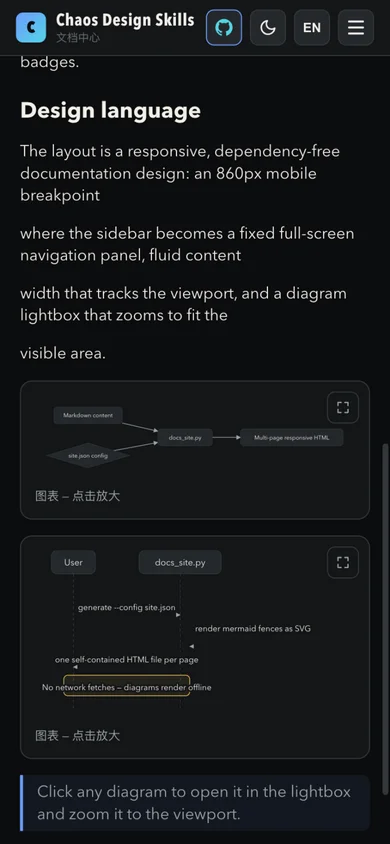 C
Chaos Design Skills
文档中心
EN
badges.
Design language
The layout is a responsive, dependency-free
documentation design: an 860px mobile
breakpoint
where the sidebar becomes a fixed full-screen
navigation panel, fluid content
width that tracks the viewport, and a diagram
lightbox that zooms to fit the
visible area.
Markdown content
docs_site.py
Multi-page responsive HTML
site.json config
图表 — 点击放大
User
docs_site.py
generate --config site.json
render mermaid fences as SVG
one self-contained HTML file per page
No network fetches — diagrams render offline
图表 — 点击放大
Click any diagram to open it in the lightbox
and zoom it to the viewport.